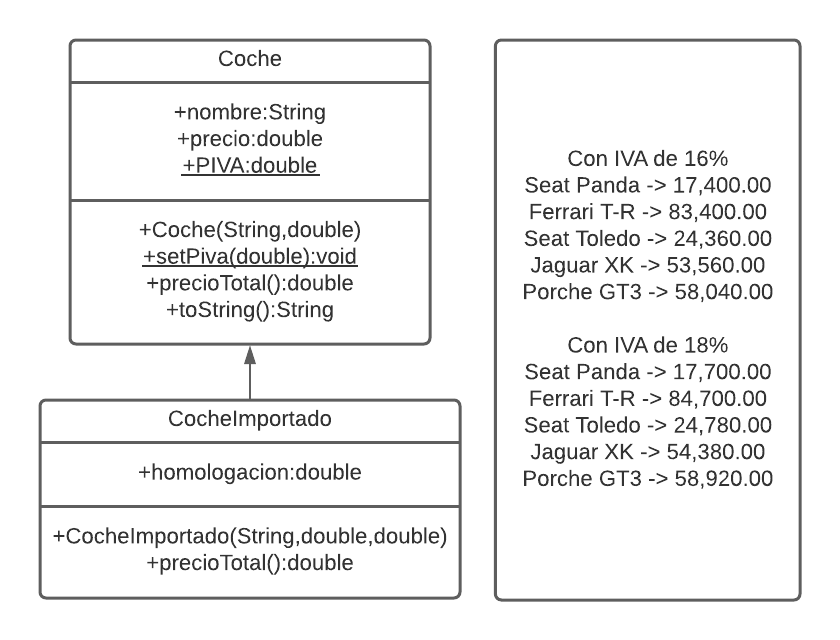 Coche
+nombre:String
+precio:double
+PIVA:double
+Coche(String,double)
+setPiva(double):void
+precioTotal():double
+toString():String
CocheImportado
+homologacion:double
+CocheImportado(String,double,double)
+precioTotal():double
Con IVA de 16%
Seat Panda -> 17,400.00
Ferrari T-R -> 83,400.00
Seat Toledo -> 24,360.00
Jaguar XK -> 53,560.00
Porche GT3 -> 58,040.00
Con IVA de 18%
Seat Panda -> 17,700.00
Ferrari T-R -> 84,700.00
Seat Toledo -> 24,780.00
Jaguar XK -> 54,380.00
Porche GT3 -> 58,920.00